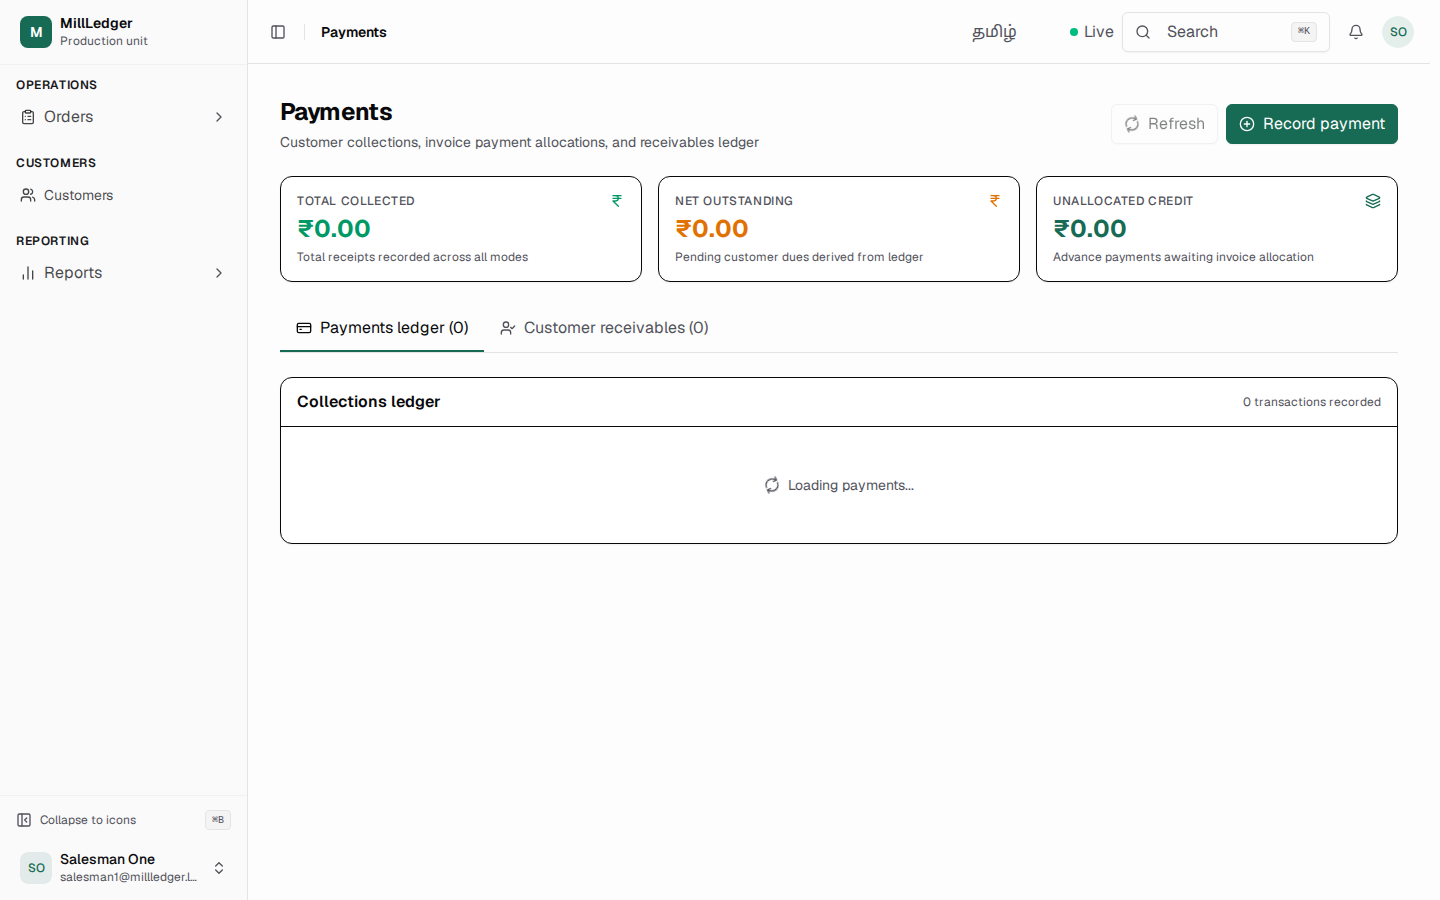 M
MillLedger
Production unit
OPERATIONS
Orders
CUSTOMERS
Customers
REPORTING
Reports
Collapse to icons
⌘B
SO
Salesman One
salesman1@millledger.l...
Payments
தமிழ்
Live
Search
⌘K
SO
Payments
Customer collections, invoice payment allocations, and receivables ledger
Refresh
Record payment
TOTAL COLLECTED
₹
₹0.00
Total receipts recorded across all modes
NET OUTSTANDING
₹
₹0.00
Pending customer dues derived from ledger
UNALLOCATED CREDIT
₹0.00
Advance payments awaiting invoice allocation
Payments ledger (0)
Customer receivables (0)
Collections ledger
0 transactions recorded
Loading payments...